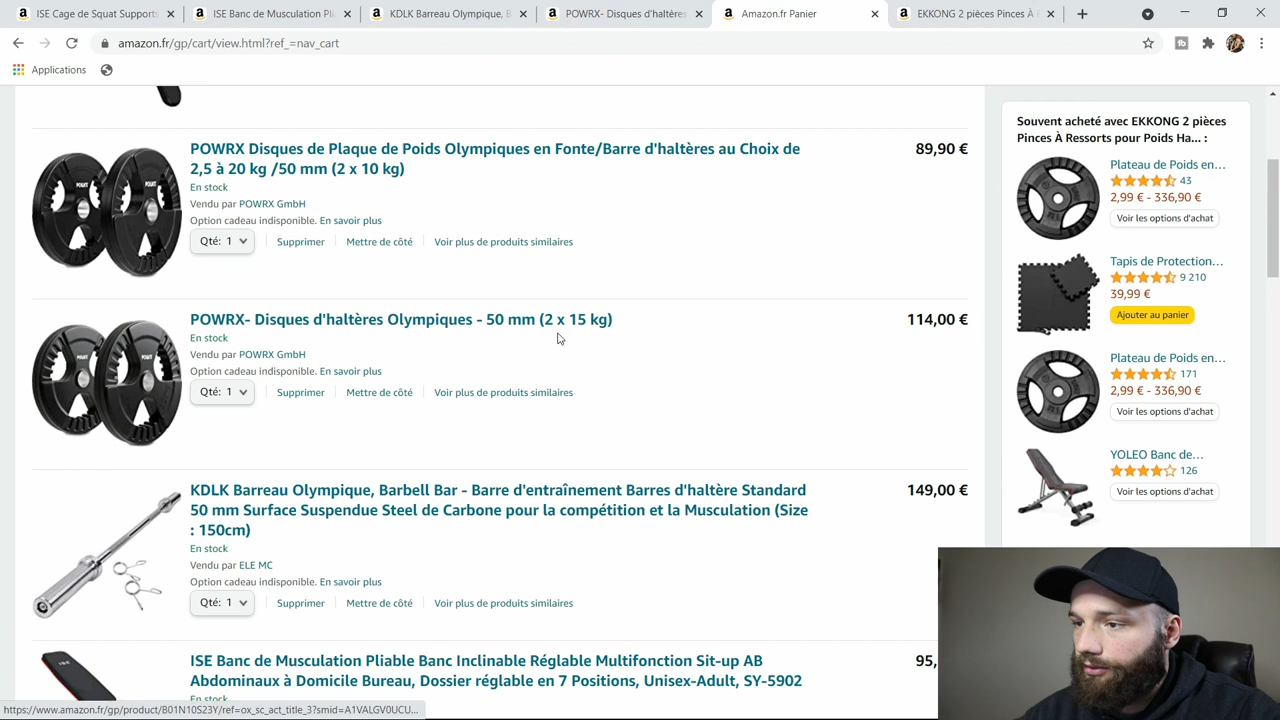 ISE Cage de Squat Supports
ISE Banc de Musculation Pli
KDLK Barreau Olympique, B
POWRX- Disques d'haltères
Amazon.fr Panier
EKKONG 2 pièces Pinces À
amazon.fr/gp/cart/view.html?ref_=nav_cart
Applications
POWRX Disques de Plaque de Poids Olympiques en Fonte/Barre d'haltères au Choix de
2,5 à 20 kg /50 mm (2 x 10 kg)
89,90 €
En stock
Vendu par POWRX GmbH
Option cadeau indisponible. En savoir plus
Qté: 1
Supprimer
Mettre de côté
Voir plus de produits similaires
POWRX- Disques d'haltères Olympiques - 50 mm (2 x 15 kg)
114,00 €
En stock
Vendu par POWRX GmbH
Option cadeau indisponible. En savoir plus
Qté: 1
Supprimer
Mettre de côté
Voir plus de produits similaires
KDLK Barreau Olympique, Barbell Bar - Barre d'entraînement Barres d'haltère Standard
50 mm Surface Suspendue Steel de Carbone pour la compétition et la Musculation (Size
: 150cm)
149,00 €
En stock
Vendu par ELE MC
Option cadeau indisponible. En savoir plus
Qté: 1
Supprimer
Mettre de côté
Voir plus de produits similaires
ISE Banc de Musculation Pliable Banc Inclinable Réglable Multifonction Sit-up AB
Abdominaux à Domicile Bureau, Dossier réglable en 7 Positions, Unisex-Adult, SY-5902
95,
En stock
Souvent acheté avec EKKONG 2 pièces
Pinces À Ressorts pour Poids Ha... :
Plateau de Poids en...
43
2,99 € - 336,90 €
Voir les options d'achat
Tapis de Protection...
9 210
39,99 €
Ajouter au panier
Plateau de Poids en...
171
2,99 € - 336,90 €
Voir les options d'achat
YOLEO Banc de...
126
Voir les options d'achat
https://www.amazon.fr/gp/product/B01N10S23Y/ref=ox_sc_act_title_3?smid=A1VALGV0UCU...